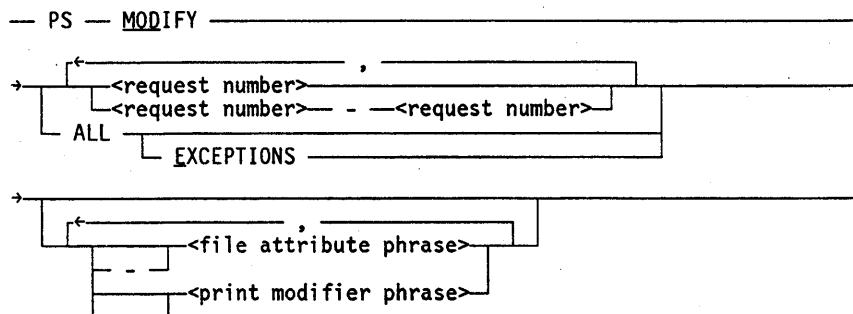 PS MODIFY
,
<request number>
<request number> - <request number>
ALL
EXCEPTIONS
,
<file attribute phrase>
-
<print modifier phrase>